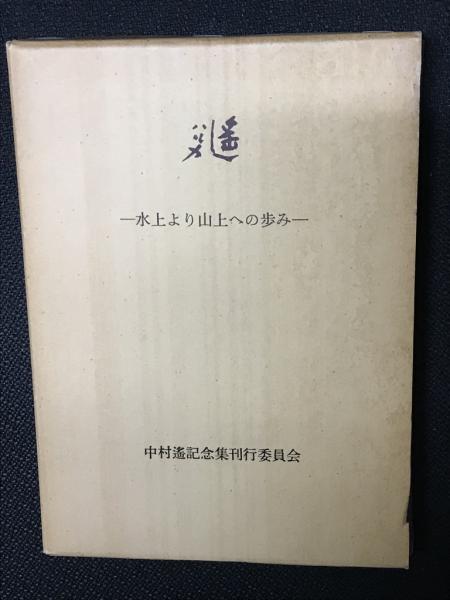 遙
―水上より山上への歩み―
中村遙記念集刊行委員会